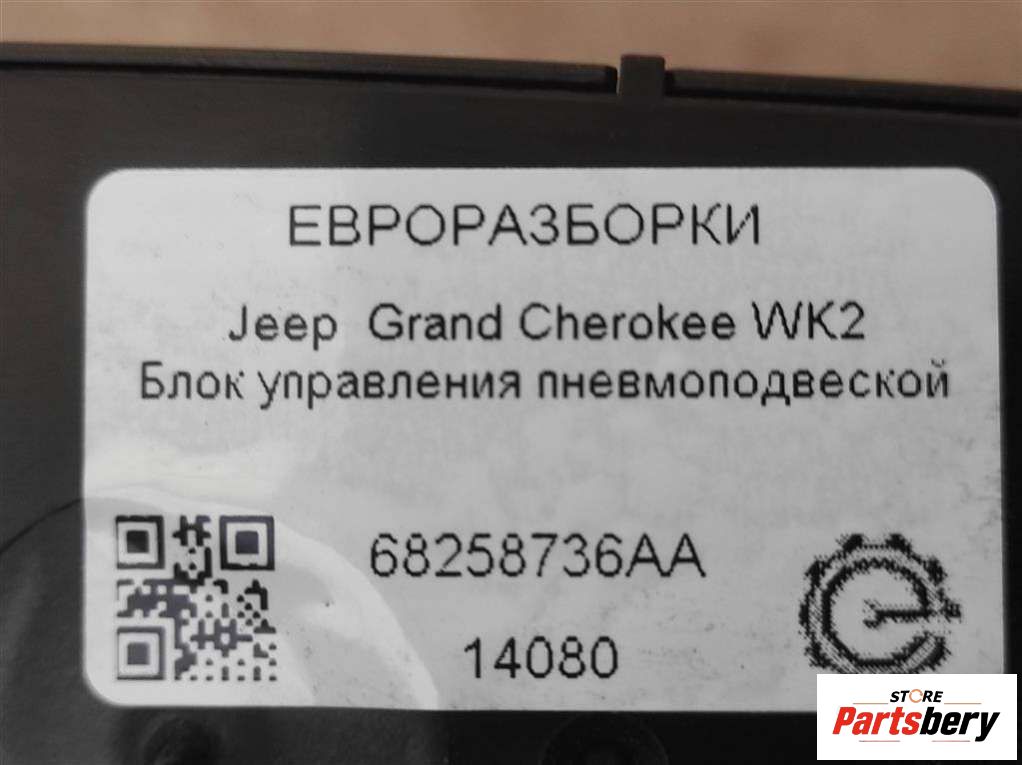 ЕВРОРАЗБОРКИ
Jeep Grand Cherokee WK2
Блок управления пневмоподвеской
68258736AA
14080
STORE
Partsbery